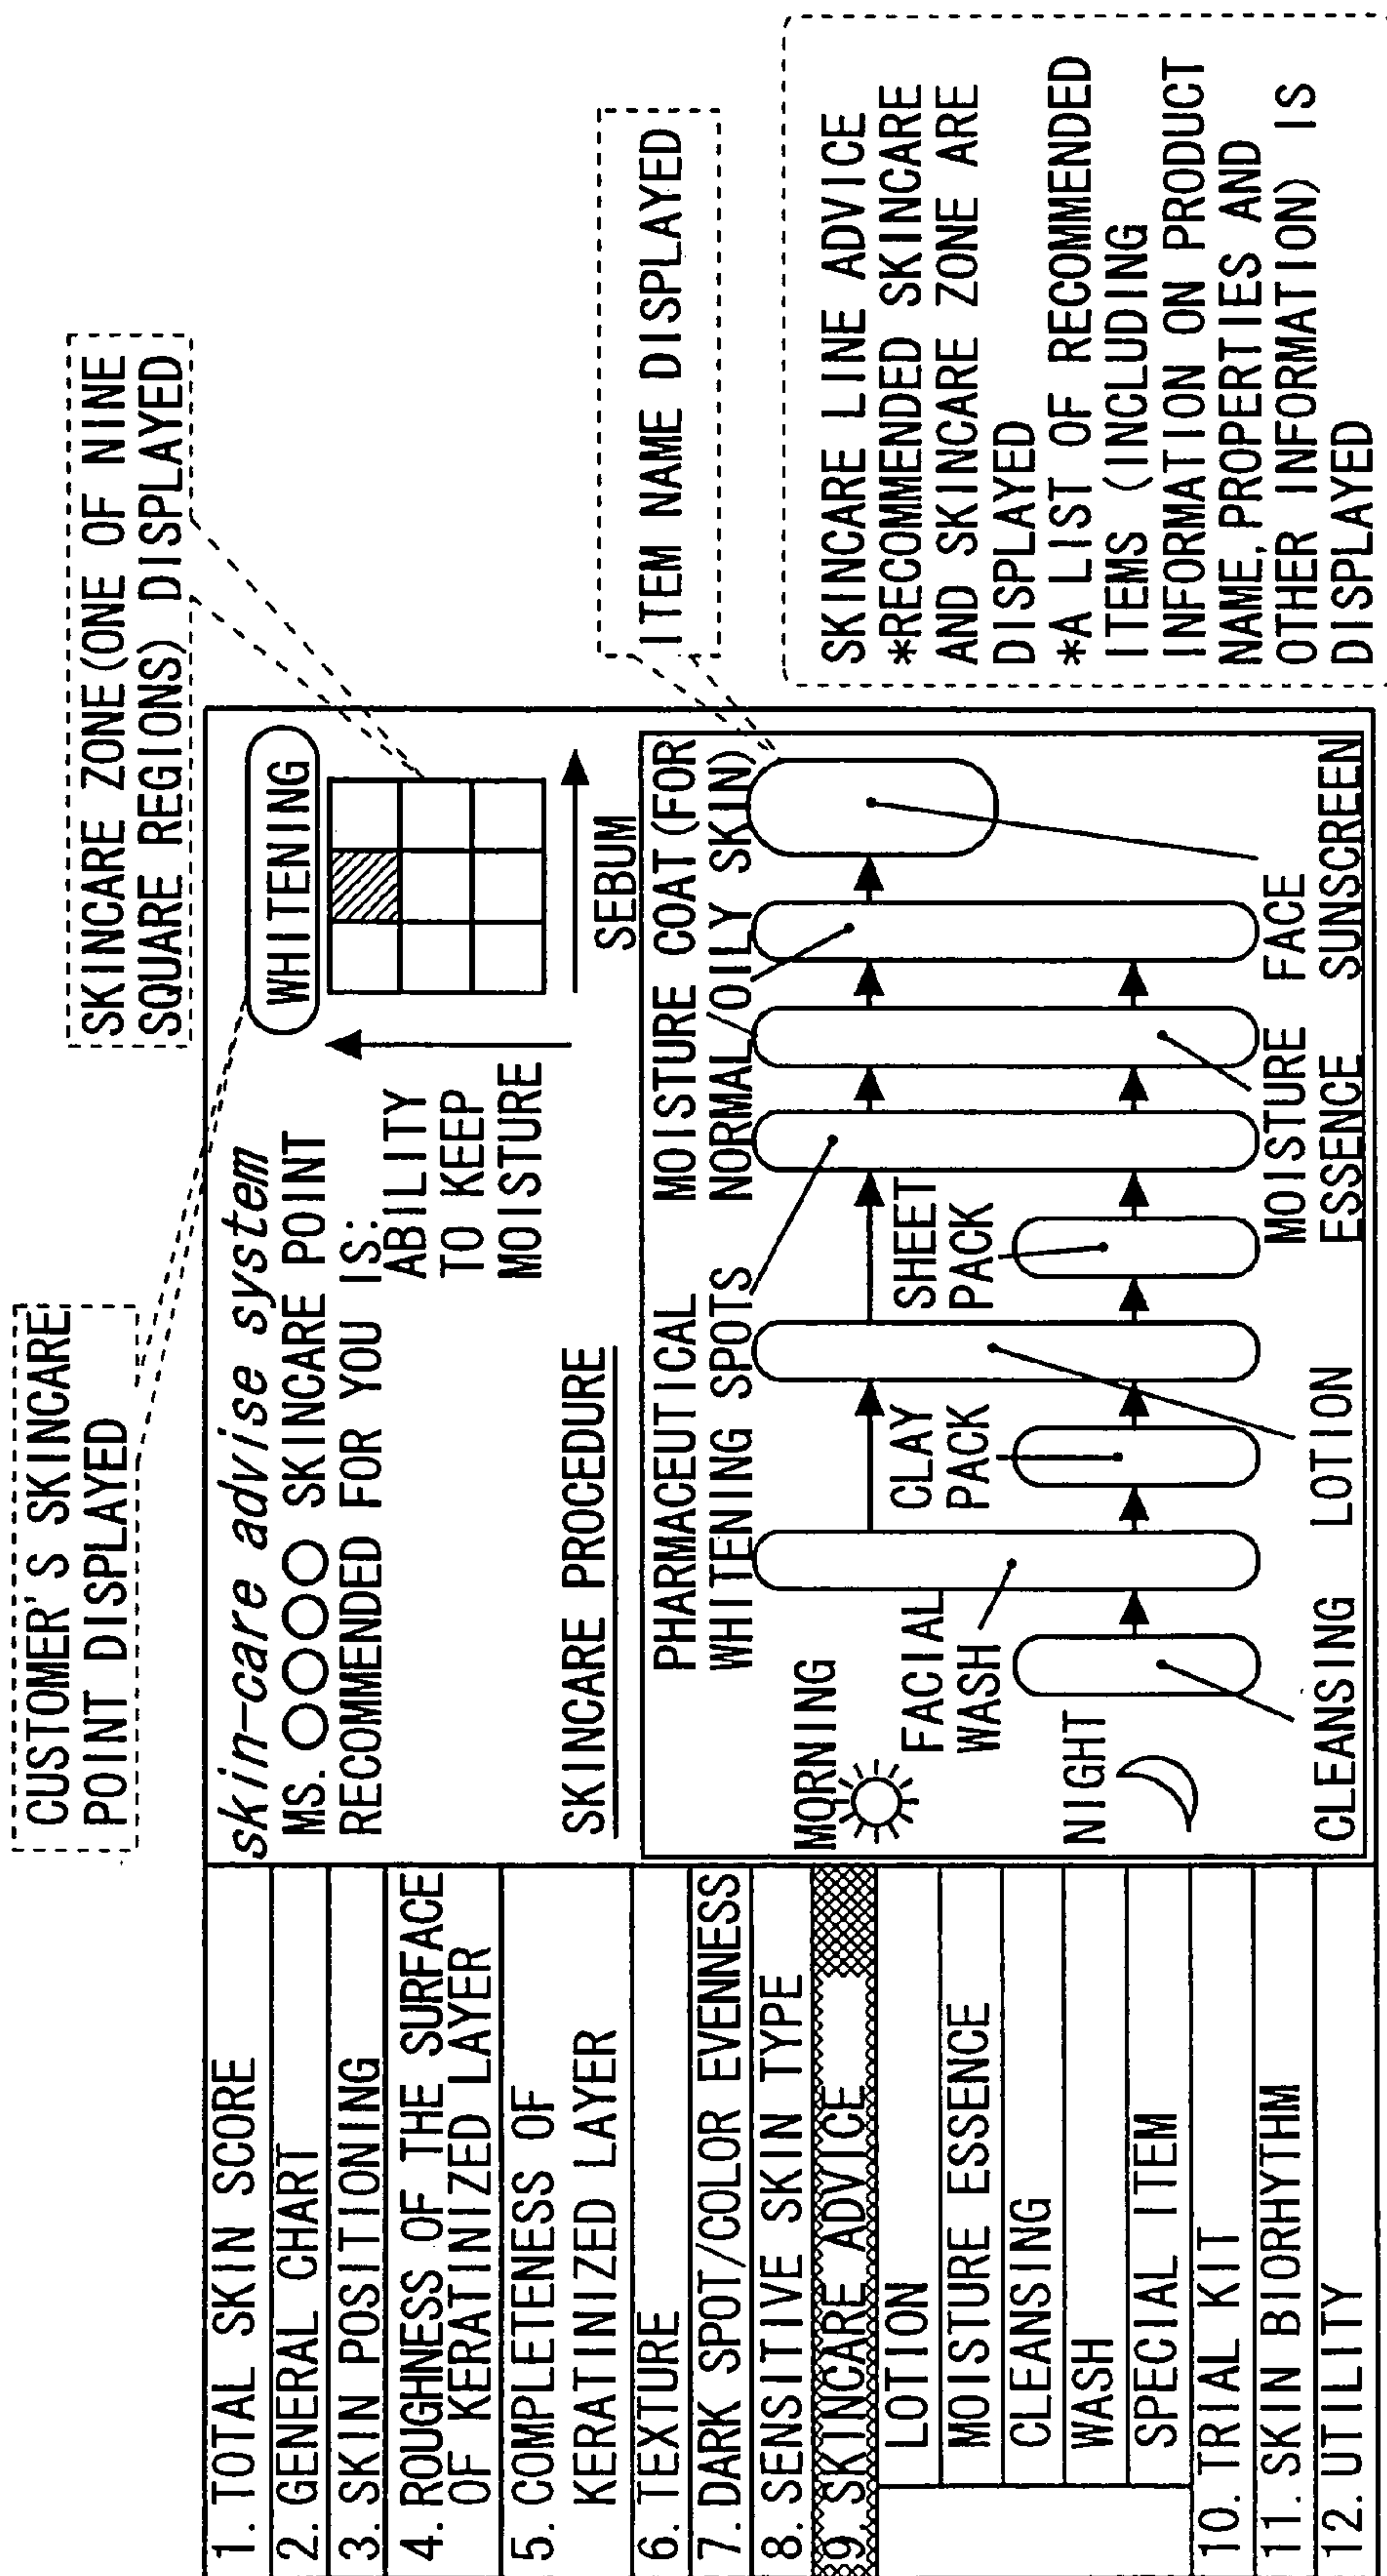 CUSTOMER'S SKINCARE
POINT DISPLAYED
SKINCARE ZONE(ONE OF NINE
SQUARE REGIONS) DISPLAYED
1. TOTAL SKIN SCORE
2. GENERAL CHART
3. SKIN POSITIONING
4. ROUGHNESS OF THE SURFACE
OF KERATINIZED LAYER
5. COMPLETENESS OF
KERATINIZED LAYER
6. TEXTURE
7. DARK SPOT/COLOR EVENNESS
8. SENSITIVE SKIN TYPE
9. SKINCARE ADVICE
LOTION
MOISTURE ESSENCE
CLEANSING
WASH
SPECIAL ITEM
10. TRIAL KIT
11. SKIN BIORHYTHM
12. UTILITY
skin-care advise system
MS. ○○○○ SKINCARE POINT
RECOMMENDED FOR YOU IS:
WHITENING
ABILITY
TO KEEP
MOISTURE
SEBUM
SKINCARE PROCEDURE
PHARMACEUTICAL
WHITENING SPOTS
MOISTURE COAT(FOR
NORMAL/OILY SKIN)
MORNING
FACIAL
WASH
CLAY
PACK
SHEET
PACK
NIGHT
CLEANSING
LOTION
MOISTURE
ESSENCE
FACE
SUNSCREEN
ITEM NAME DISPLAYED
SKINCARE LINE ADVICE
*RECOMMENDED SKINCARE
AND SKINCARE ZONE ARE
DISPLAYED
*A LIST OF RECOMMENDED
ITEMS (INCLUDING
INFORMATION ON PRODUCT
NAME, PROPERTIES AND
OTHER INFORMATION) IS
DISPLAYED